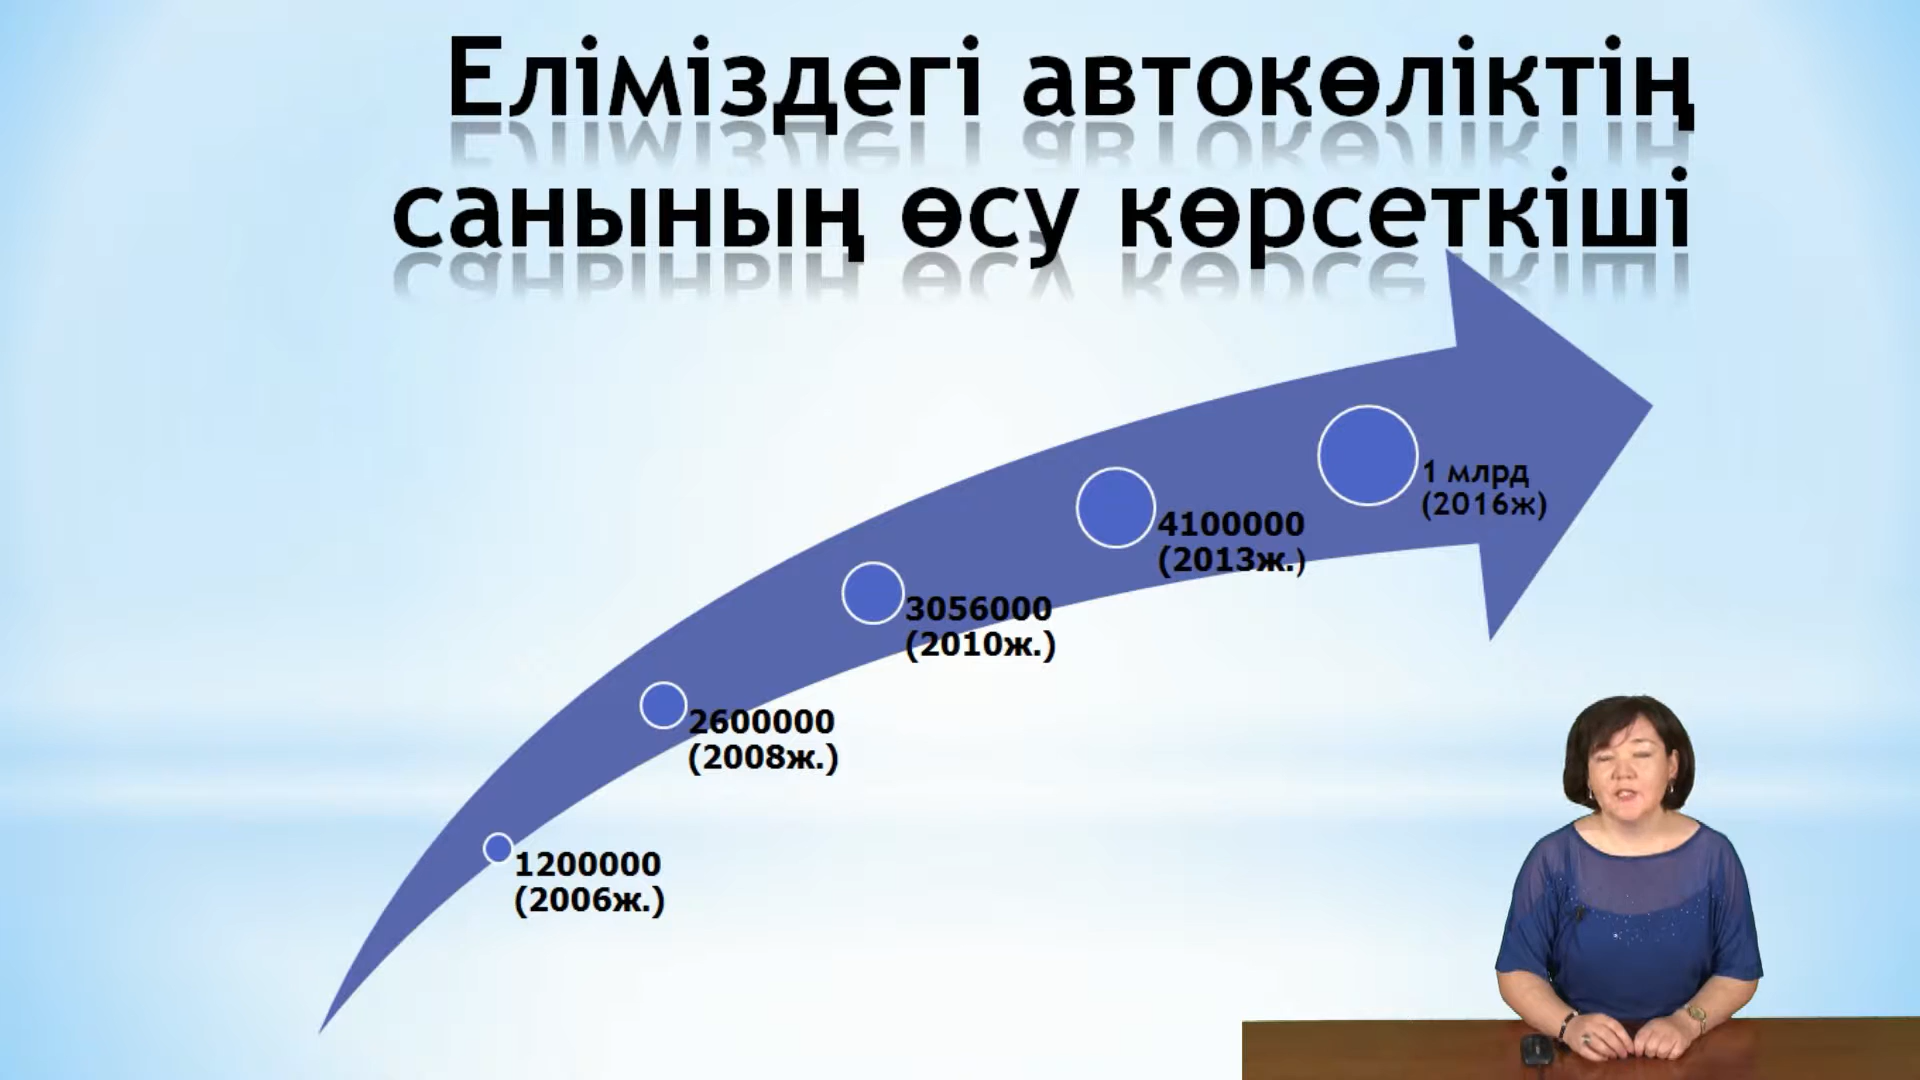 Еліміздегі автокөліктің
санының өсу көрсеткіші
1 млрд
(2016ж)
4100000
(2013ж.)
3056000
(2010ж.)
2600000
(2008ж.)
1200000
(2006ж.)